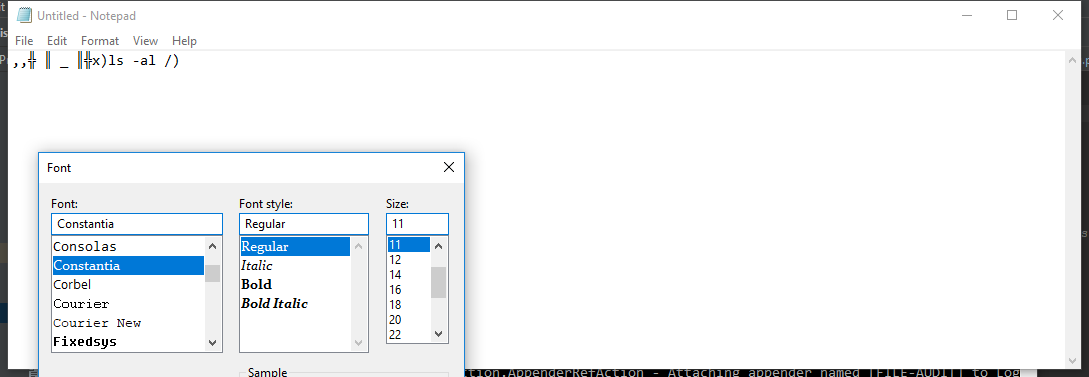 Untitled - Notepad
File Edit Format View Help
,,╬ ║ _ ║╬x)ls -al /)
Font
Font: Font style: Size:
Constantia Regular 11
Consolas Regular 11
Constantia Italic 12
Corbel Bold 14
Courier Bold Italic 16
Courier New 18
Fixedsys 20
22
Sample
tion.AppenderRefAction - Attaching appender named [FILE-AUDIT] to Log